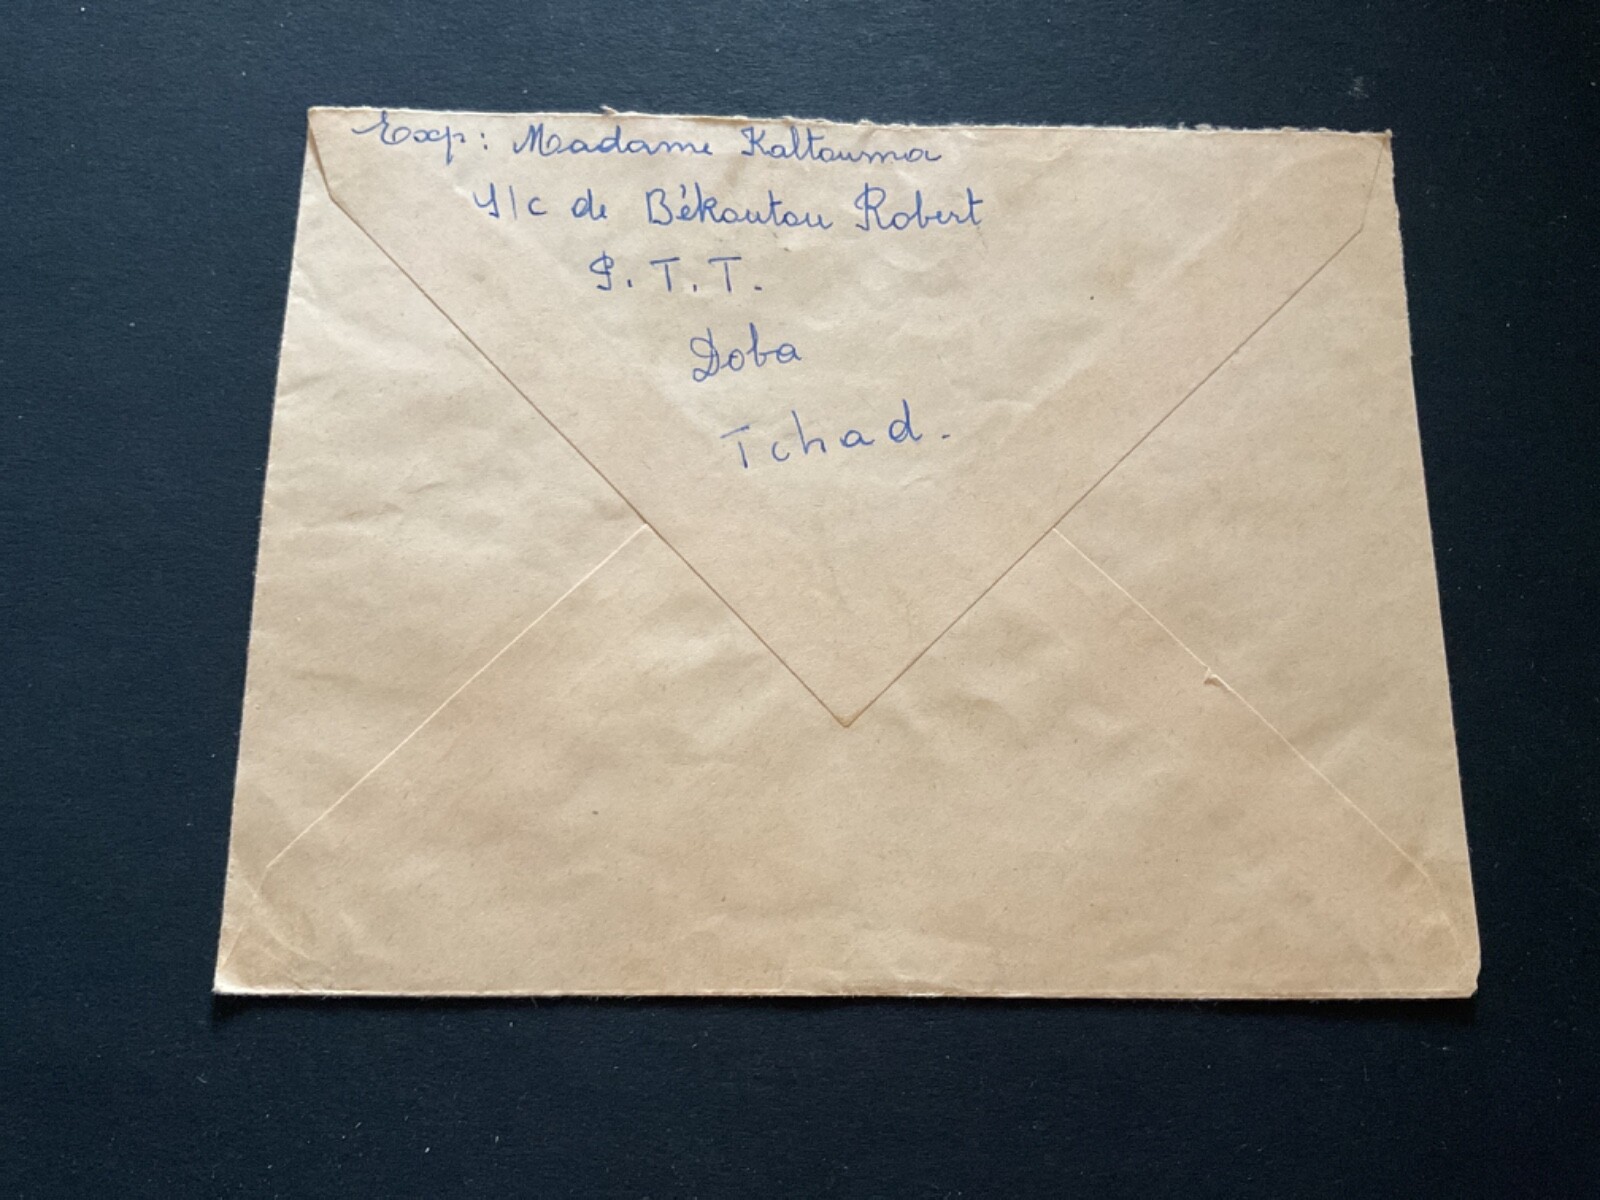 Exp: Madame Kaltouma
S/c de Békoutou Robert
P. T. T.
Doba
Tchad.